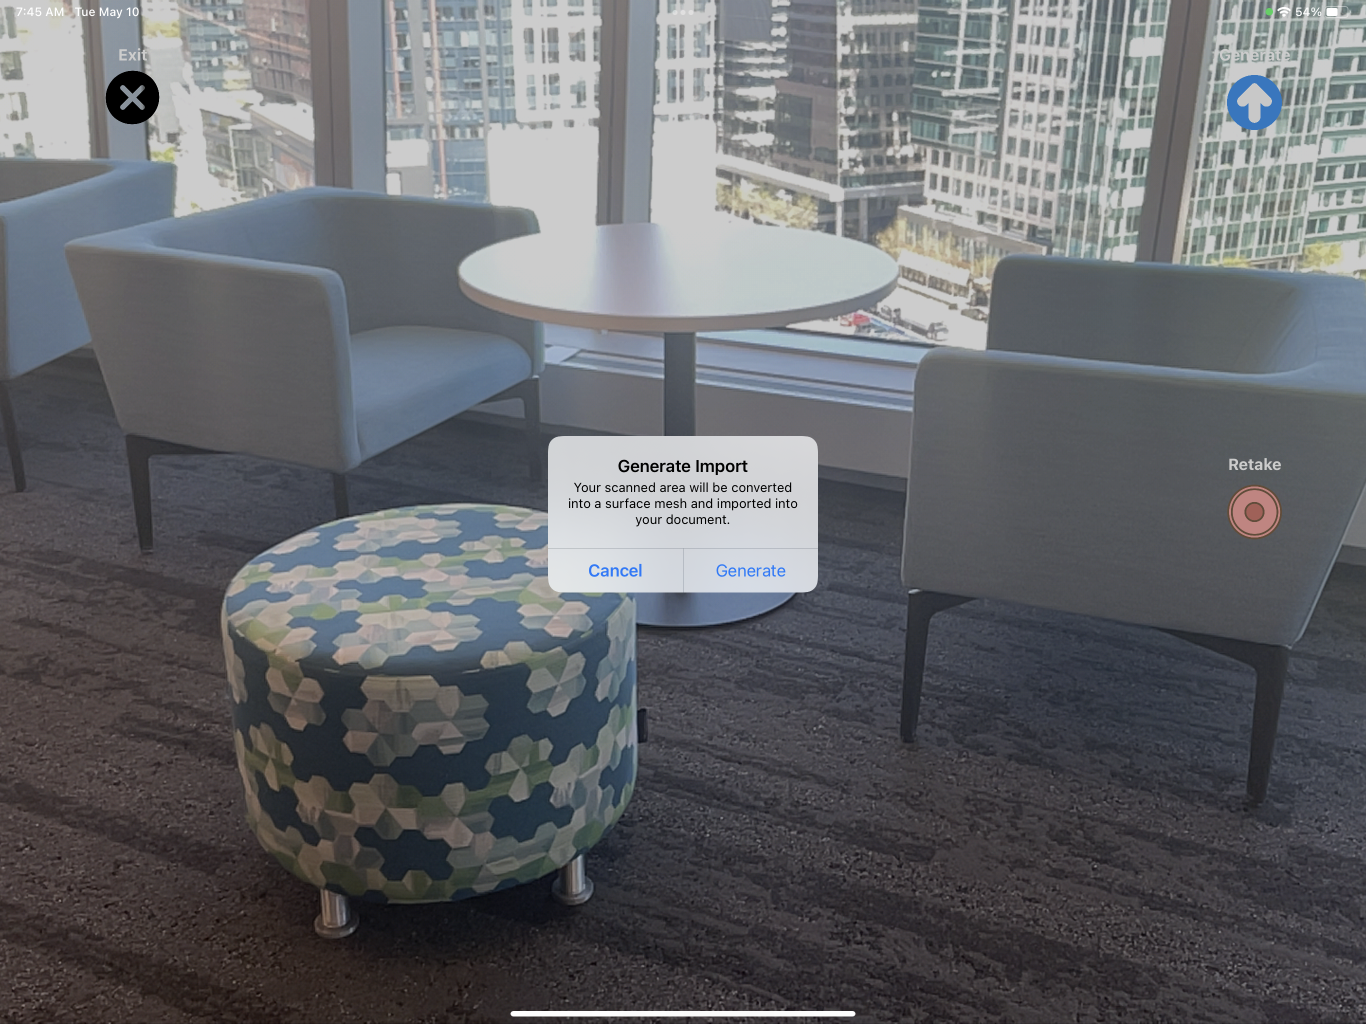 7:45 AM Tue May 10
54%
Exit
Generate
Retake
Generate Import
Your scanned area will be converted
into a surface mesh and imported into
your document.
Cancel
Generate